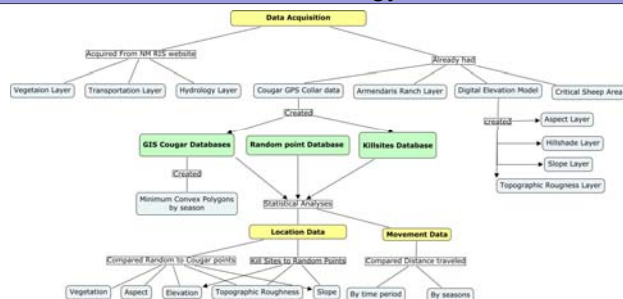 Data Acquisition
Acquired From NM RIS website
Already had
Vegetaion Layer
Transportation Layer
Hydrology Layer
Cougar GPS Collar data
Armendaris Ranch Layer
Digital Elevation Model
Critical Sheep Area
Created
created
Aspect Layer
Hillshade Layer
Slope Layer
Topographic Rougness Layer
GIS Cougar Databases
Random point Database
Killsites Database
Created
Minimum Convex Polygons
by season
Statistical Analyses
Location Data
Movement Data
Compared Random to Cougar points
Kill Sites to Random Points
Compared Distance traveled
Vegetation
Aspect
Elevation
Topographic Roughness
Slope
By time period
By seasons